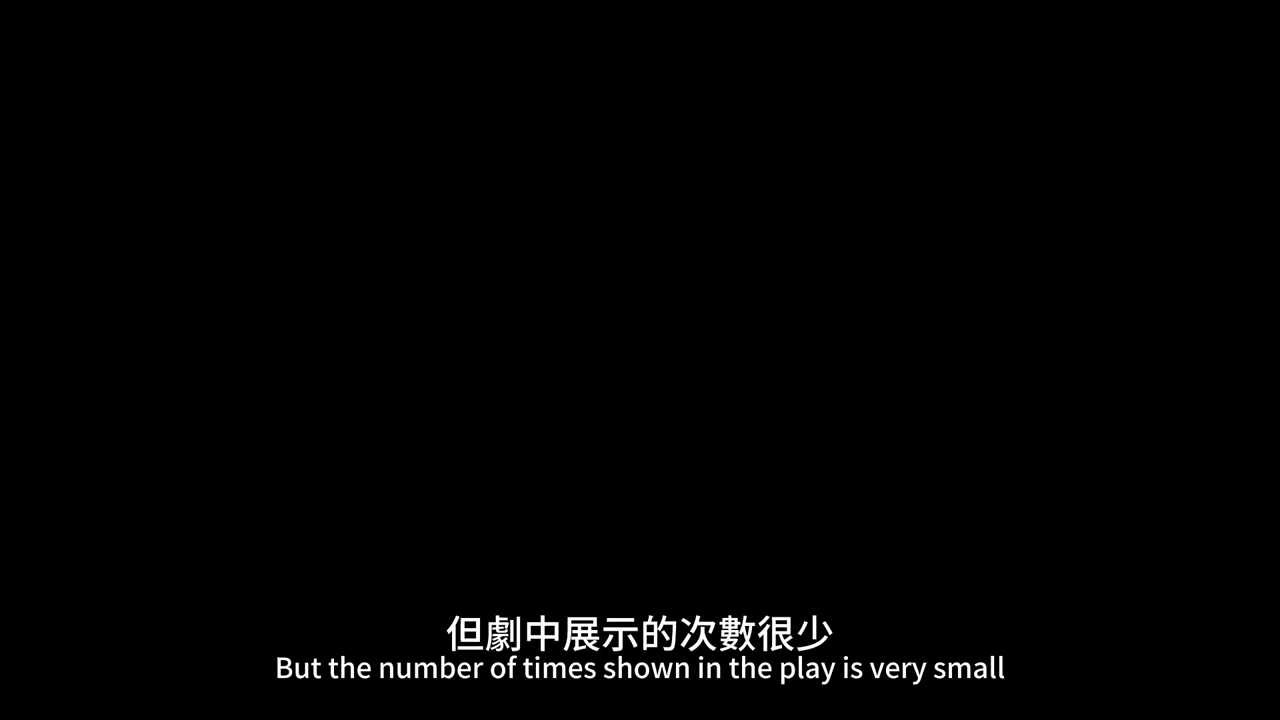 但劇中展示的次數很少
But the number of times shown in the play is very small